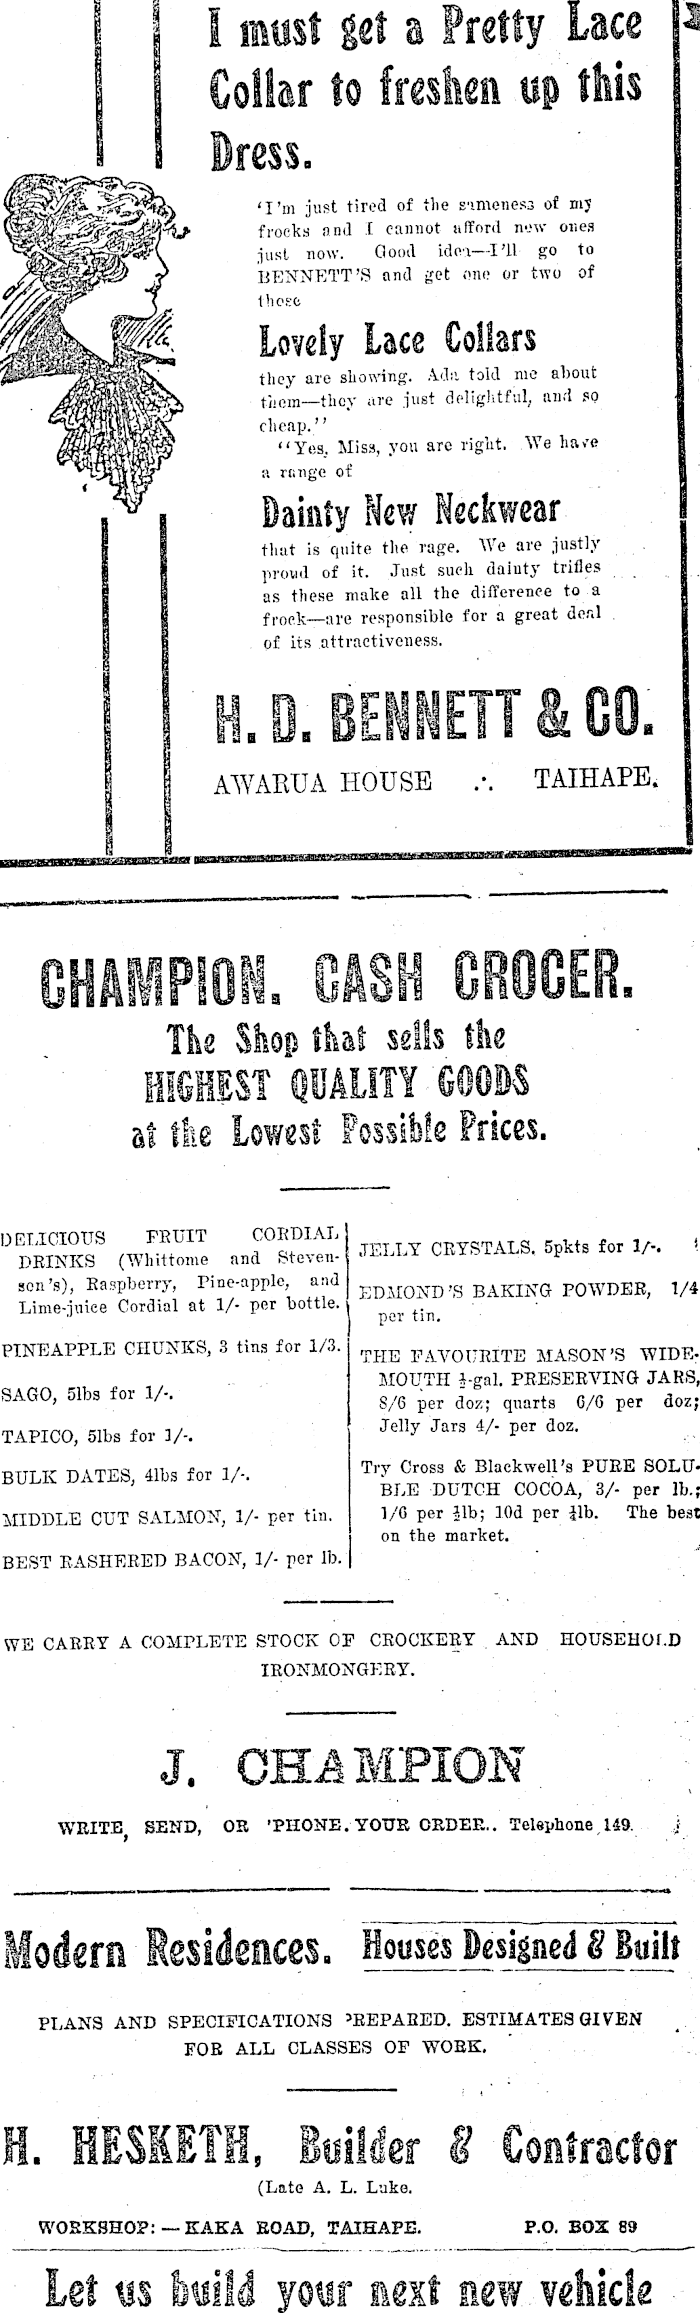 I must get a Pretty Lace
Collar to freshen up this
Dress.
'I'm just tired of the sameness of my
frocks and I cannot afford new ones
just now. Good idea—I'll go to
BENNETT'S and get one or two of
these
Lovely Lace Collars
they are showing. Ada told me about
them—they are just delightful, and so
cheap.''
''Yes, Miss, you are right. We have
a range of
Dainty New Neckwear
that is quite the rage. We are justly
proud of it. Just such dainty trifles
as these make all the difference to a
frock—are responsible for a great deal
of its attractiveness.
H. D. BENNETT & CO.
AWARUA HOUSE ∴ TAIHAPE.
CHAMPION. CASH GROCER.
The Shop that sells the
HIGHEST QUALITY GOODS
at the Lowest Possible Prices.
DELICIOUS FRUIT CORDIAL
DRINKS (Whittome and Steven-
son's), Raspberry, Pine-apple, and
Lime-juice Cordial at 1/- per bottle.
PINEAPPLE CHUNKS, 3 tins for 1/3.
SAGO, 5lbs for 1/-.
TAPICO, 5lbs for 1/-.
BULK DATES, 4lbs for 1/-.
MIDDLE CUT SALMON, 1/- per tin.
BEST RASHERED BACON, 1/- per lb.
JELLY CRYSTALS. 5pkts for 1/-.
EDMOND'S BAKING POWDER, 1/4
per tin.
THE FAVOURITE MASON'S WIDE-
MOUTH ½-gal. PRESERVING JARS,
8/6 per doz; quarts 6/6 per doz;
Jelly Jars 4/- per doz.
Try Cross & Blackwell's PURE SOLU-
BLE DUTCH COCOA, 3/- per lb.;
1/6 per ½lb; 10d per ¼lb. The best
on the market.
WE CARRY A COMPLETE STOCK OF CROCKERY AND HOUSEHOLD
IRONMONGERY.
J. CHAMPION
WRITE, SEND, OR 'PHONE. YOUR ORDER.. Telephone 149.
Modern Residences. Houses Designed & Built
PLANS AND SPECIFICATIONS PREPARED. ESTIMATES GIVEN
FOR ALL CLASSES OF WORK.
H. HESKETH, Builder & Contractor
(Late A. L. Luke.
WORKSHOP: — KAKA ROAD, TAIHAPE. P.O. BOX 89
Let us build your next new vehicle